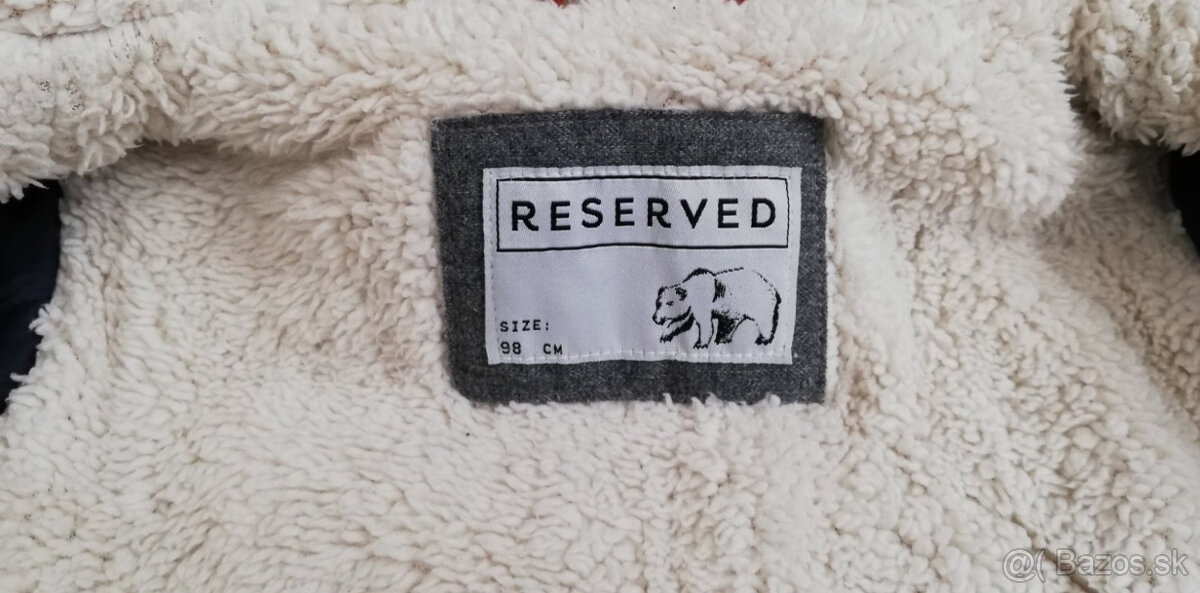 RESERVED
SIZE:
98 CM
@( Bazos.sk